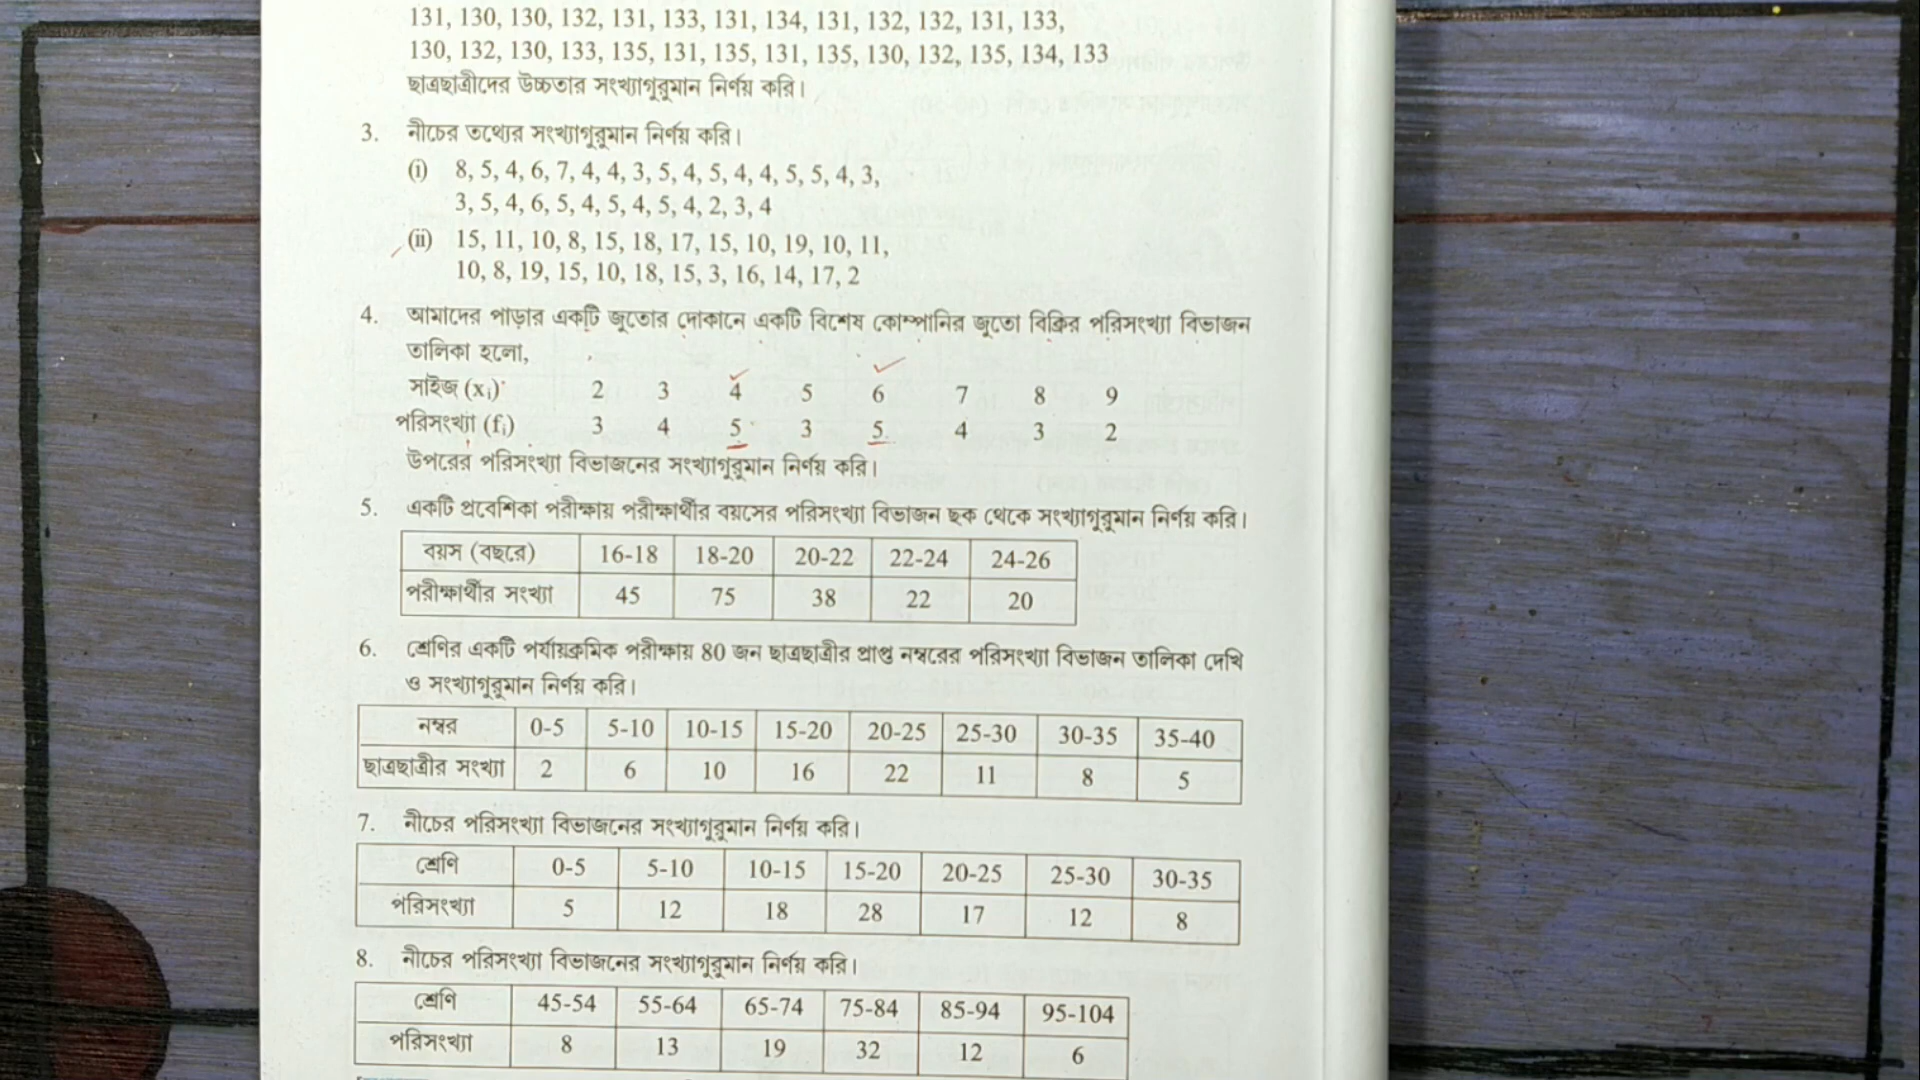 131, 130, 130, 132, 131, 133, 131, 134, 131, 132, 132, 131, 133,
130, 132, 130, 133, 135, 131, 135, 131, 135, 130, 132, 135, 134, 133
ছাত্রছাত্রীদের উচ্চতার সংখ্যাগুরুমান নির্ণয় করি।
3. নীচের তথ্যের সংখ্যাগুরুমান নির্ণয় করি।
(i) 8, 5, 4, 6, 7, 4, 4, 3, 5, 4, 5, 4, 4, 5, 5, 4, 3,
3, 5, 4, 6, 5, 4, 5, 4, 5, 4, 2, 3, 4
(ii) 15, 11, 10, 8, 15, 18, 17, 15, 10, 19, 10, 11,
10, 8, 19, 15, 10, 18, 15, 3, 16, 14, 17, 2
4. আমাদের পাড়ার একটি জুতোর দোকানে একটি বিশেষ কোম্পানির জুতো বিক্রির পরিসংখ্যা বিভাজন
তালিকা হলো,
সাইজ (xᵢ) 2 3 4 5 6 7 8 9
পরিসংখ্যা (fᵢ) 3 4 5 3 5 4 3 2
উপরের পরিসংখ্যা বিভাজনের সংখ্যাগুরুমান নির্ণয় করি।
5. একটি প্রবেশিকা পরীক্ষায় পরীক্ষার্থীর বয়সের পরিসংখ্যা বিভাজন ছক থেকে সংখ্যাগুরুমান নির্ণয় করি।
বয়স (বছরে) 16-18 18-20 20-22 22-24 24-26
পরীক্ষার্থীর সংখ্যা 45 75 38 22 20
6. শ্রেণির একটি পর্যায়ক্রমিক পরীক্ষায় 80 জন ছাত্রছাত্রীর প্রাপ্ত নম্বরের পরিসংখ্যা বিভাজন তালিকা দেখি
ও সংখ্যাগুরুমান নির্ণয় করি।
নম্বর 0-5 5-10 10-15 15-20 20-25 25-30 30-35 35-40
ছাত্রছাত্রীর সংখ্যা 2 6 10 16 22 11 8 5
7. নীচের পরিসংখ্যা বিভাজনের সংখ্যাগুরুমান নির্ণয় করি।
শ্রেণি 0-5 5-10 10-15 15-20 20-25 25-30 30-35
পরিসংখ্যা 5 12 18 28 17 12 8
8. নীচের পরিসংখ্যা বিভাজনের সংখ্যাগুরুমান নির্ণয় করি।
শ্রেণি 45-54 55-64 65-74 75-84 85-94 95-104
পরিসংখ্যা 8 13 19 32 12 6